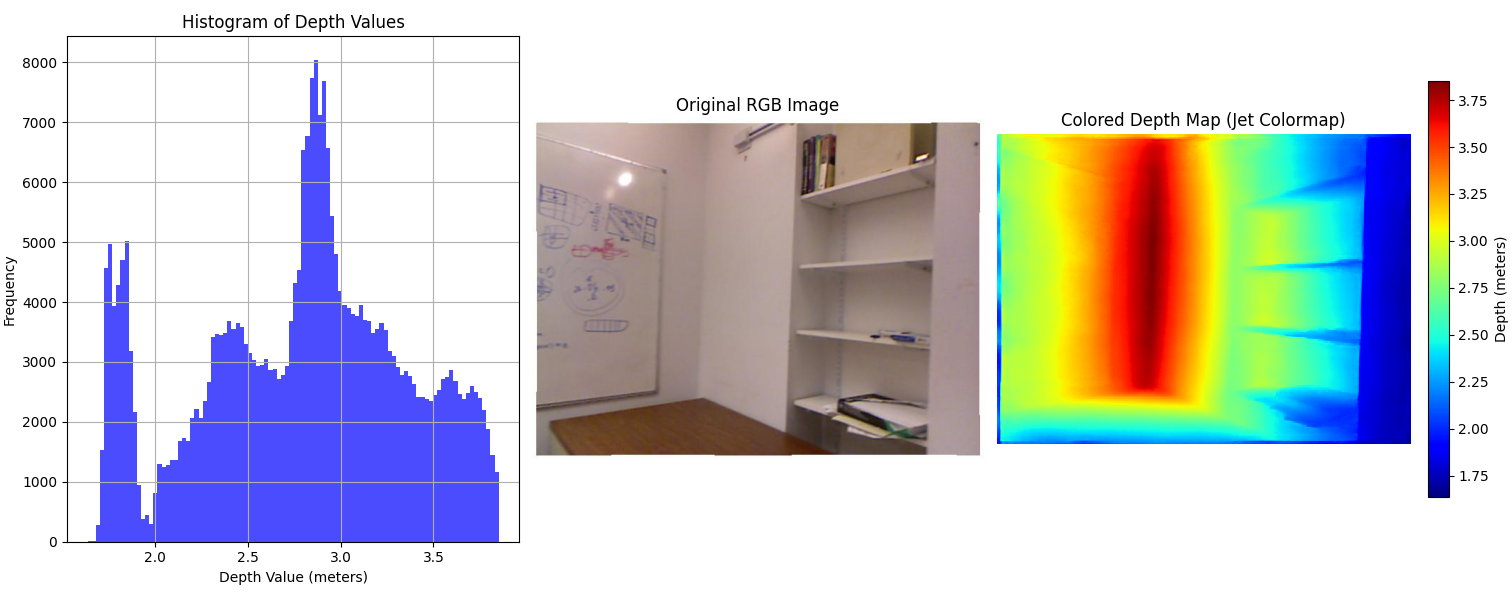 Histogram of Depth Values
8000
7000
6000
5000
4000
3000
2000
1000
0
Frequency
2.0 2.5 3.0 3.5
Depth Value (meters)
Original RGB Image
Colored Depth Map (Jet Colormap)
3.75
3.50
3.25
3.00
2.75
2.50
2.25
2.00
1.75
Depth (meters)